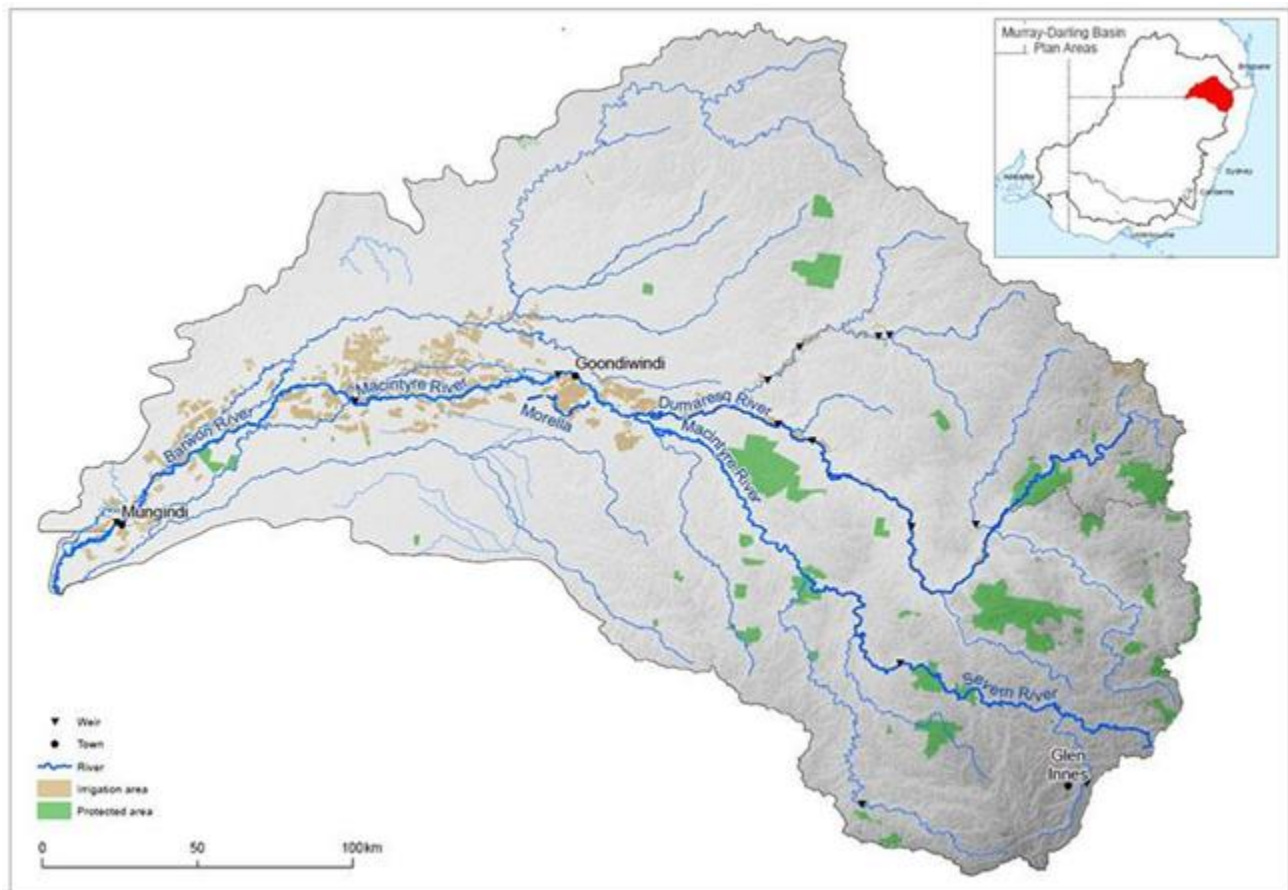 Murray-Darling Basin
Plan Areas
Brisbane
Sydney
Canberra
Adelaide
Goondiwindi
Macintyre River
Dumaresq River
Morella
Macintyre River
Barwon River
Mungindi
Severn River
Glen
Innes
Weir
Town
River
Irrigation area
Protected area
0
50
100km